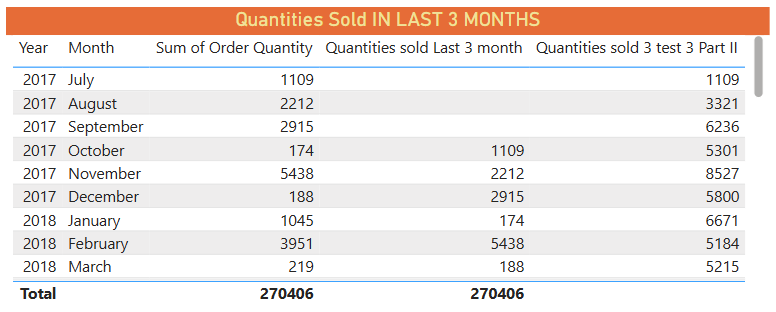 Quantities Sold IN LAST 3 MONTHS
Year Month Sum of Order Quantity Quantities sold Last 3 month Quantities sold 3 test 3 Part II
2017 July 1109 1109
2017 August 2212 3321
2017 September 2915 6236
2017 October 174 1109 5301
2017 November 5438 2212 8527
2017 December 188 2915 5800
2018 January 1045 174 6671
2018 February 3951 5438 5184
2018 March 219 188 5215
Total 270406 270406